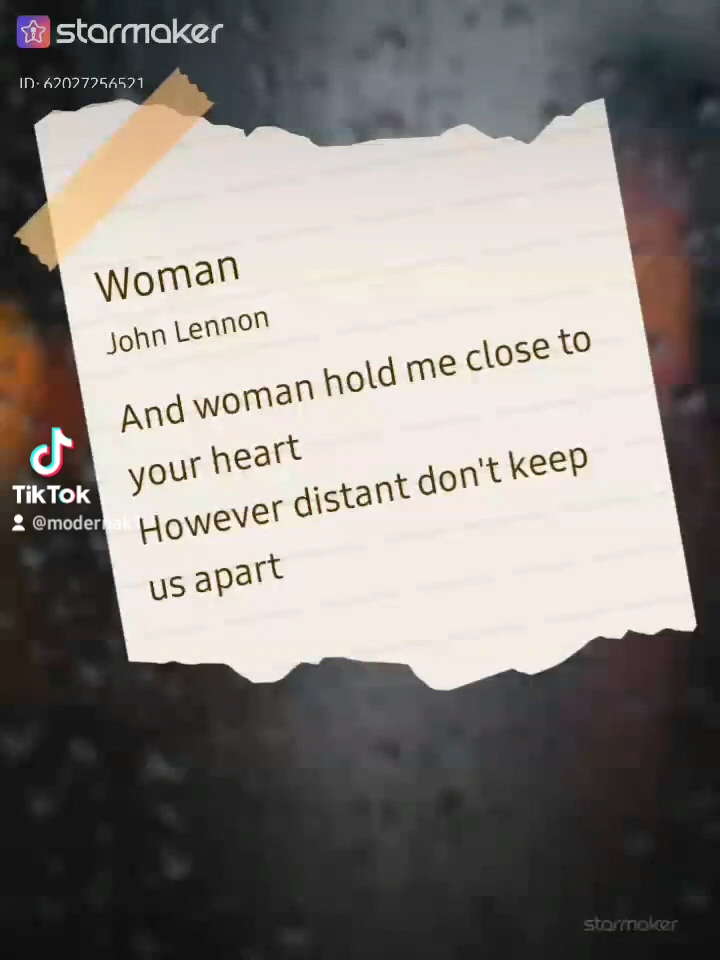 starmaker
ID: 62027256521
Woman
John Lennon
And woman hold me close to
your heart
However distant don't keep
us apart
TikTok
starmaker